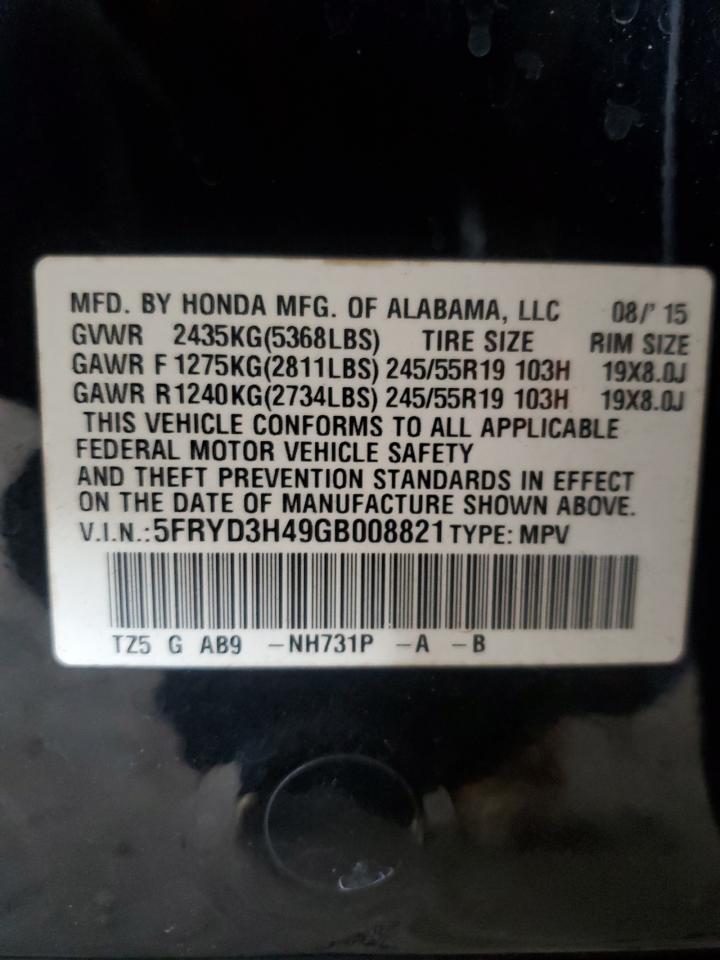 MFD. BY HONDA MFG. OF ALABAMA, LLC 08/'15
GVWR 2435KG(5368LBS) TIRE SIZE RIM SIZE
GAWR F 1275KG(2811LBS) 245/55R19 103H 19X8.0J
GAWR R 1240KG(2734LBS) 245/55R19 103H 19X8.0J
THIS VEHICLE CONFORMS TO ALL APPLICABLE
FEDERAL MOTOR VEHICLE SAFETY
AND THEFT PREVENTION STANDARDS IN EFFECT
ON THE DATE OF MANUFACTURE SHOWN ABOVE.
V.I.N.:5FRYD3H49GB008821 TYPE: MPV
TZ5 G AB9 -NH731P -A -B